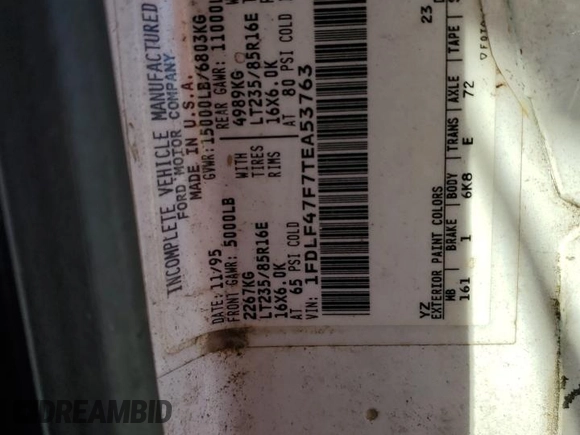 INCOMPLETE VEHICLE MANUFACTURED
FORD MOTOR COMPANY
MADE IN U.S.A.
GVWR:15000LB/6803KG
DATE: 11/95
FRONT GAWR: 5000LB
REAR GAWR: 11000L
2267KG WITH 4989KG
LT235/85R16E TIRES LT235/85R16E
16X6.0K RIMS 16X6.0K
AT 65 PSI COLD AT 80 PSI COLD
VIN: 1FDLF47F7TEA53763
YZ
EXTERIOR PAINT COLORS 23
WB BRAKE BODY TRANS AXLE TAPE
161 1 6K8 E 72
DREAMBID